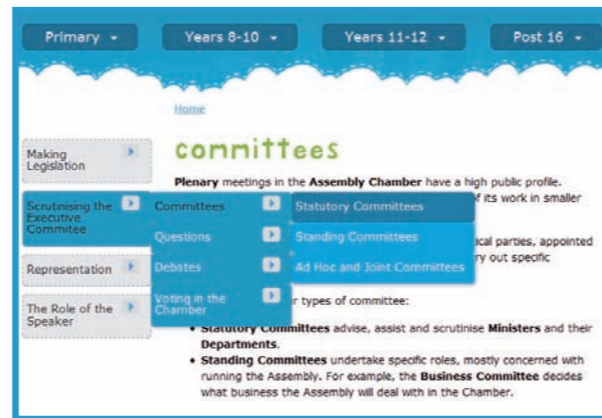 Primary Years 8-10 Years 11-12 Post 16
Home
committees
Making
Legislation
Scrutinising the
Executive
Commitee
Representation
The Role of the
Speaker
Committees
Questions
Debates
Voting in the
Chamber
Statutory Committees
Standing Committees
Ad Hoc and Joint Committees
Plenary meetings in the Assembly Chamber have a high public profile.
of its work in smaller
ical parties, appointed
ry out specific
r types of committee:
• Statutory Committees advise, assist and scrutinise Ministers and their
Departments.
• Standing Committees undertake specific roles, mostly concerned with
running the Assembly. For example, the Business Committee decides
what business the Assembly will deal with in the Chamber.